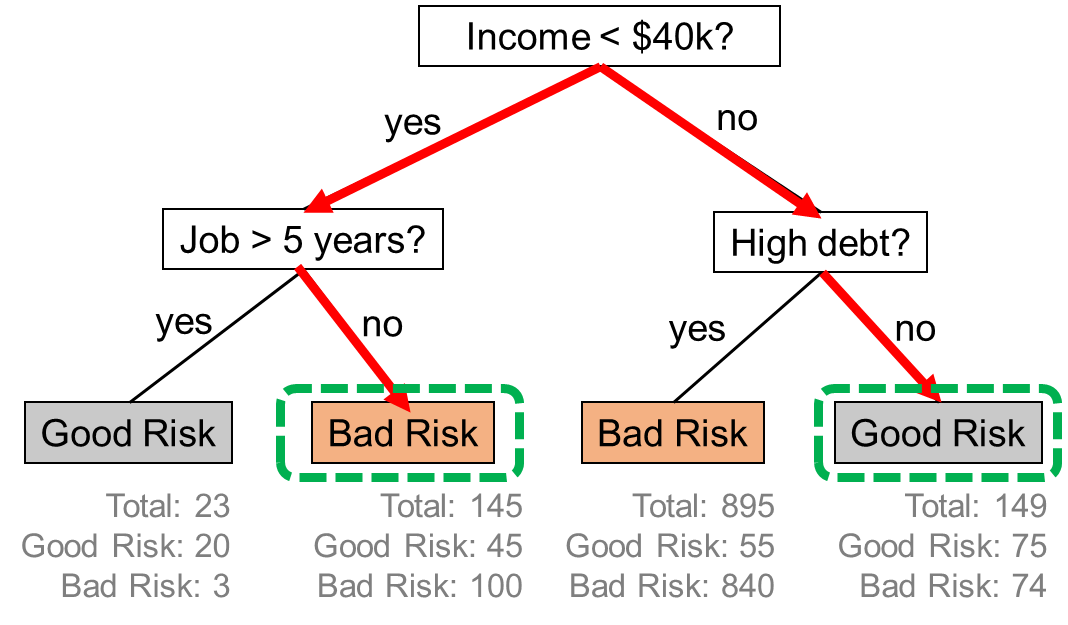 Income < $40k?
yes
no
Job > 5 years?
High debt?
yes
no
yes
no
Good Risk
Bad Risk
Bad Risk
Good Risk
Total: 23
Good Risk: 20
Bad Risk: 3
Total: 145
Good Risk: 45
Bad Risk: 100
Total: 895
Good Risk: 55
Bad Risk: 840
Total: 149
Good Risk: 75
Bad Risk: 74